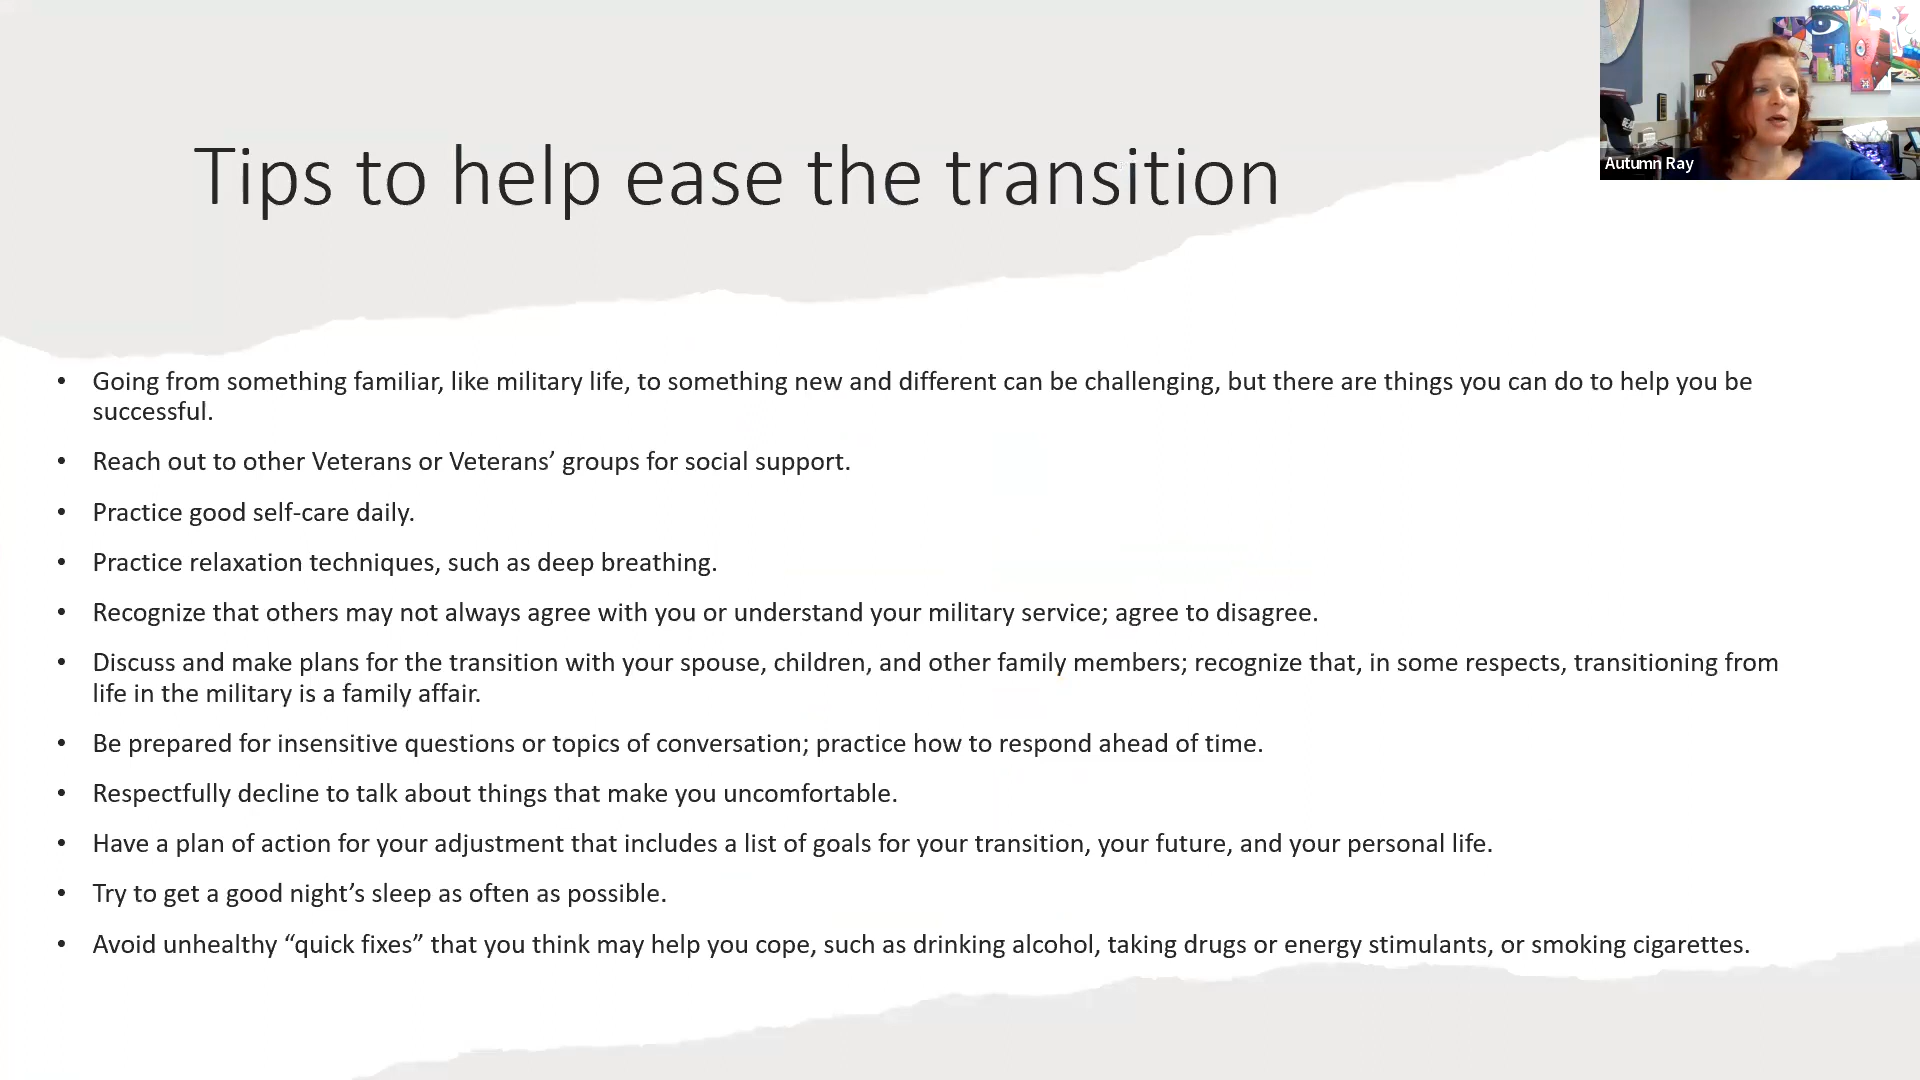 Tips to help ease the transition
Autumn Ray
• Going from something familiar, like military life, to something new and different can be challenging, but there are things you can do to help you be
successful.
• Reach out to other Veterans or Veterans’ groups for social support.
• Practice good self-care daily.
• Practice relaxation techniques, such as deep breathing.
• Recognize that others may not always agree with you or understand your military service; agree to disagree.
• Discuss and make plans for the transition with your spouse, children, and other family members; recognize that, in some respects, transitioning from
life in the military is a family affair.
• Be prepared for insensitive questions or topics of conversation; practice how to respond ahead of time.
• Respectfully decline to talk about things that make you uncomfortable.
• Have a plan of action for your adjustment that includes a list of goals for your transition, your future, and your personal life.
• Try to get a good night’s sleep as often as possible.
• Avoid unhealthy “quick fixes” that you think may help you cope, such as drinking alcohol, taking drugs or energy stimulants, or smoking cigarettes.